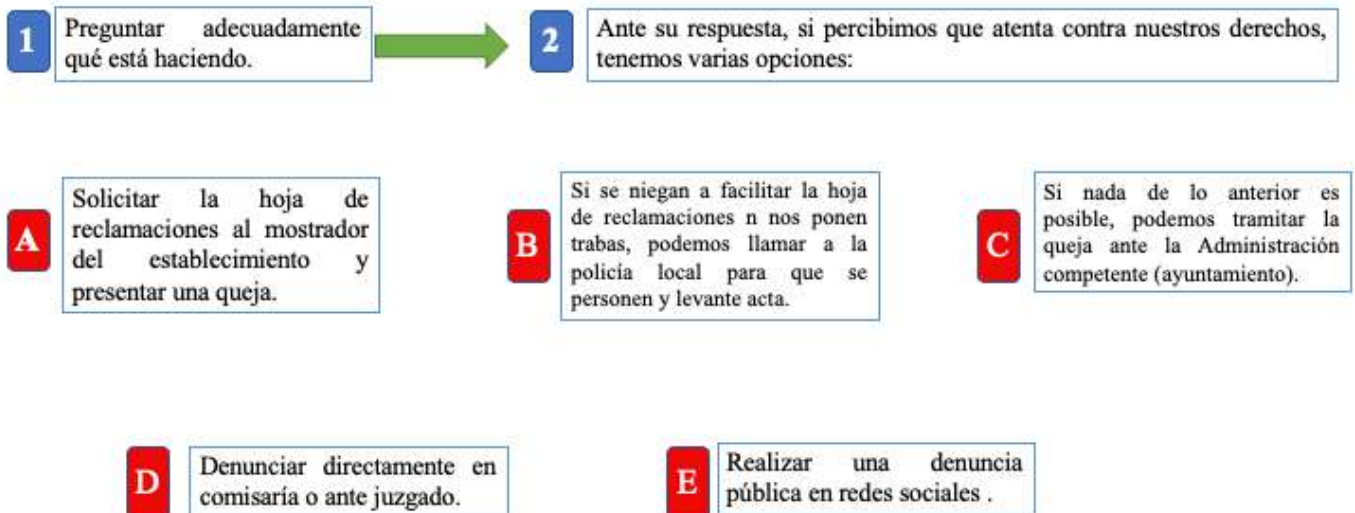 1
Preguntar adecuadamente
qué está haciendo.
2
Ante su respuesta, si percibimos que atenta contra nuestros derechos,
tenemos varias opciones:
A
Solicitar la hoja de
reclamaciones al mostrador
del establecimiento y
presentar una queja.
B
Si se niegan a facilitar la hoja
de reclamaciones n nos ponen
trabas, podemos llamar a la
policía local para que se
personen y levante acta.
C
Si nada de lo anterior es
posible, podemos tramitar la
queja ante la Administración
competente (ayuntamiento).
D
Denunciar directamente en
comisaría o ante juzgado.
E
Realizar una denuncia
pública en redes sociales .